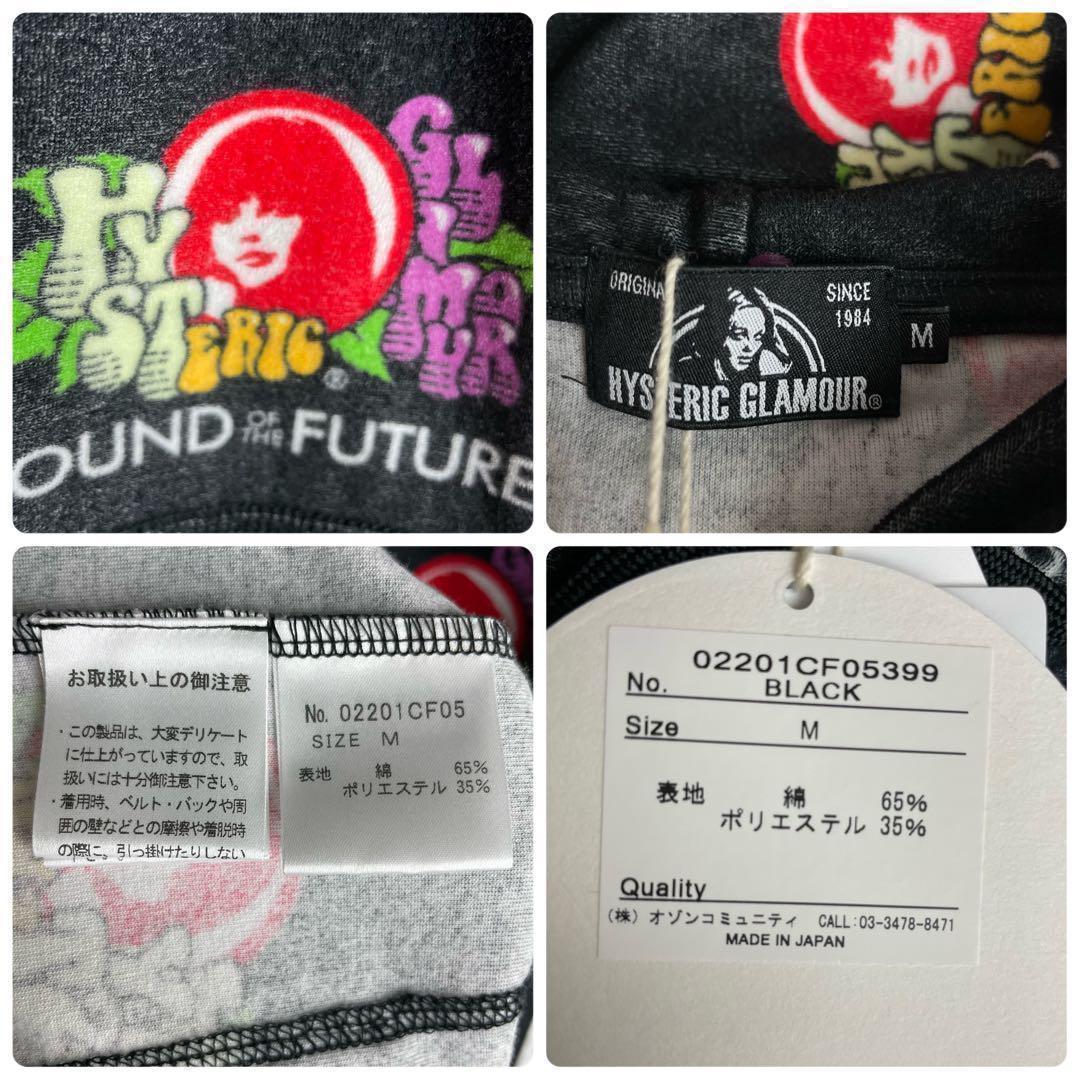 HYSTERIC
GLAMOUR
®
OUND OF THE FUTURE
ORIGINA
SINCE
1984
M
HYSTERIC GLAMOUR®
HYSTERIC
お取扱い上の御注意
・この製品は、大変デリケート
に仕上がっていますので、取
扱いには十分御注意下さい。
・着用時、ベルト・バックや周
囲の壁などとの摩擦や着脱時
の際に、引っ掛けたりしない
No. 02201CF05
SIZE M
表地 綿 65%
ポリエステル 35%
02201CF05399
No. BLACK
Size M
表地 綿 65%
ポリエステル 35%
Quality
(株) オゾンコミュニティ CALL:03-3478-8471
MADE IN JAPAN